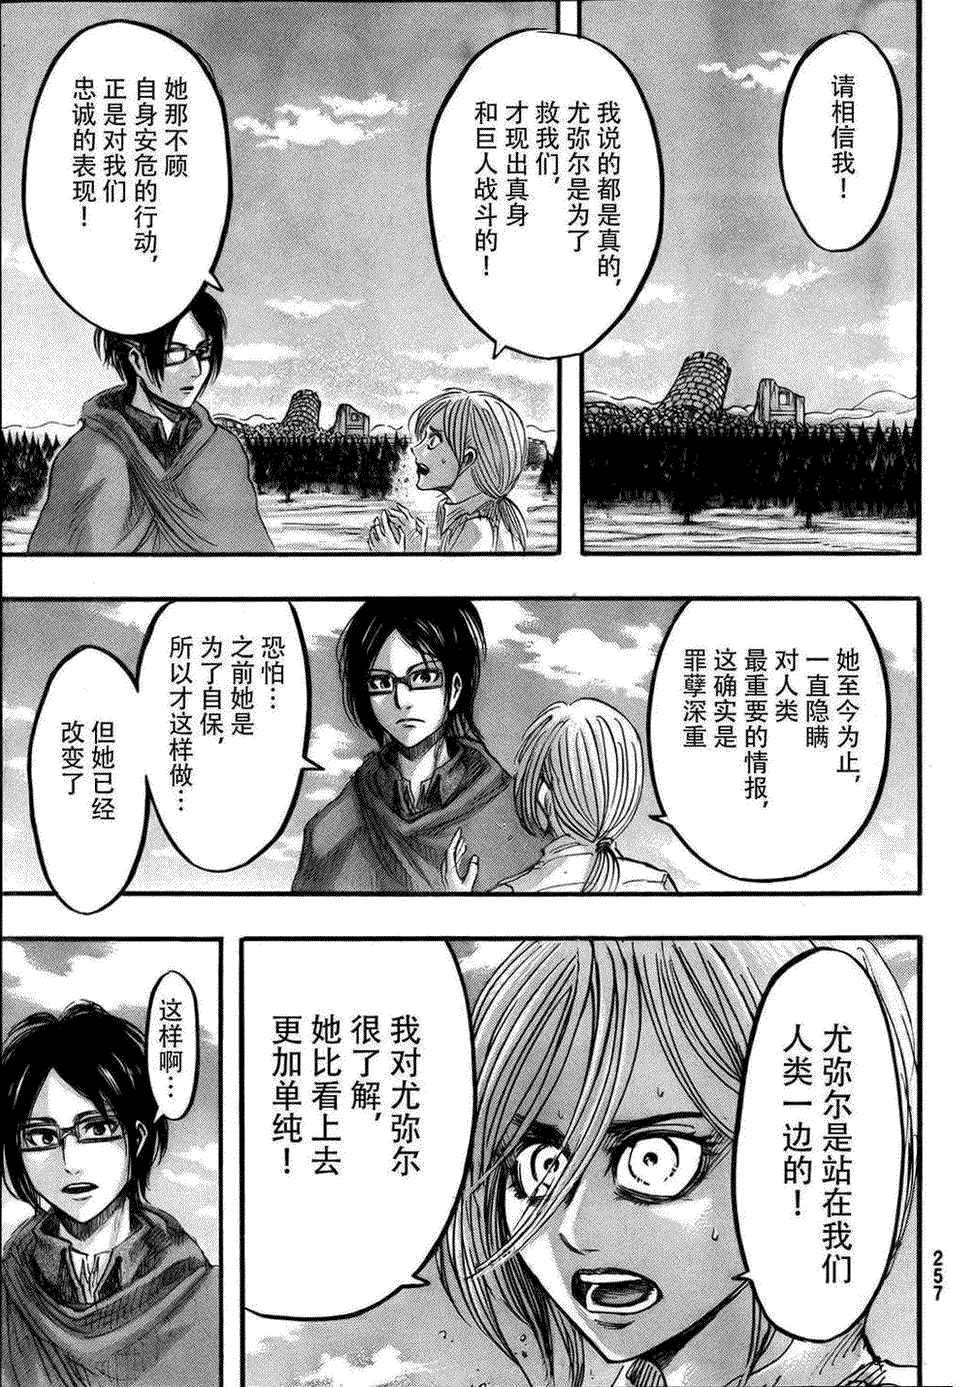 请相信我！
我说的都是真的，
尤弥尔是为了
救我们，
才现出真身
和巨人战斗的！
她那不顾
自身安危的行动，
正是对我们
忠诚的表现！
她至今为止，
一直隐瞒
对人类
最重要的情报，
这确实是
罪孽深重
恐怕…
之前她是
为了自保，
所以才这样做…
但她已经
改变了
尤弥尔是站在我们
人类一边的！
我对尤弥尔
很了解，
她比看上去
更加单纯！
这样啊…
257